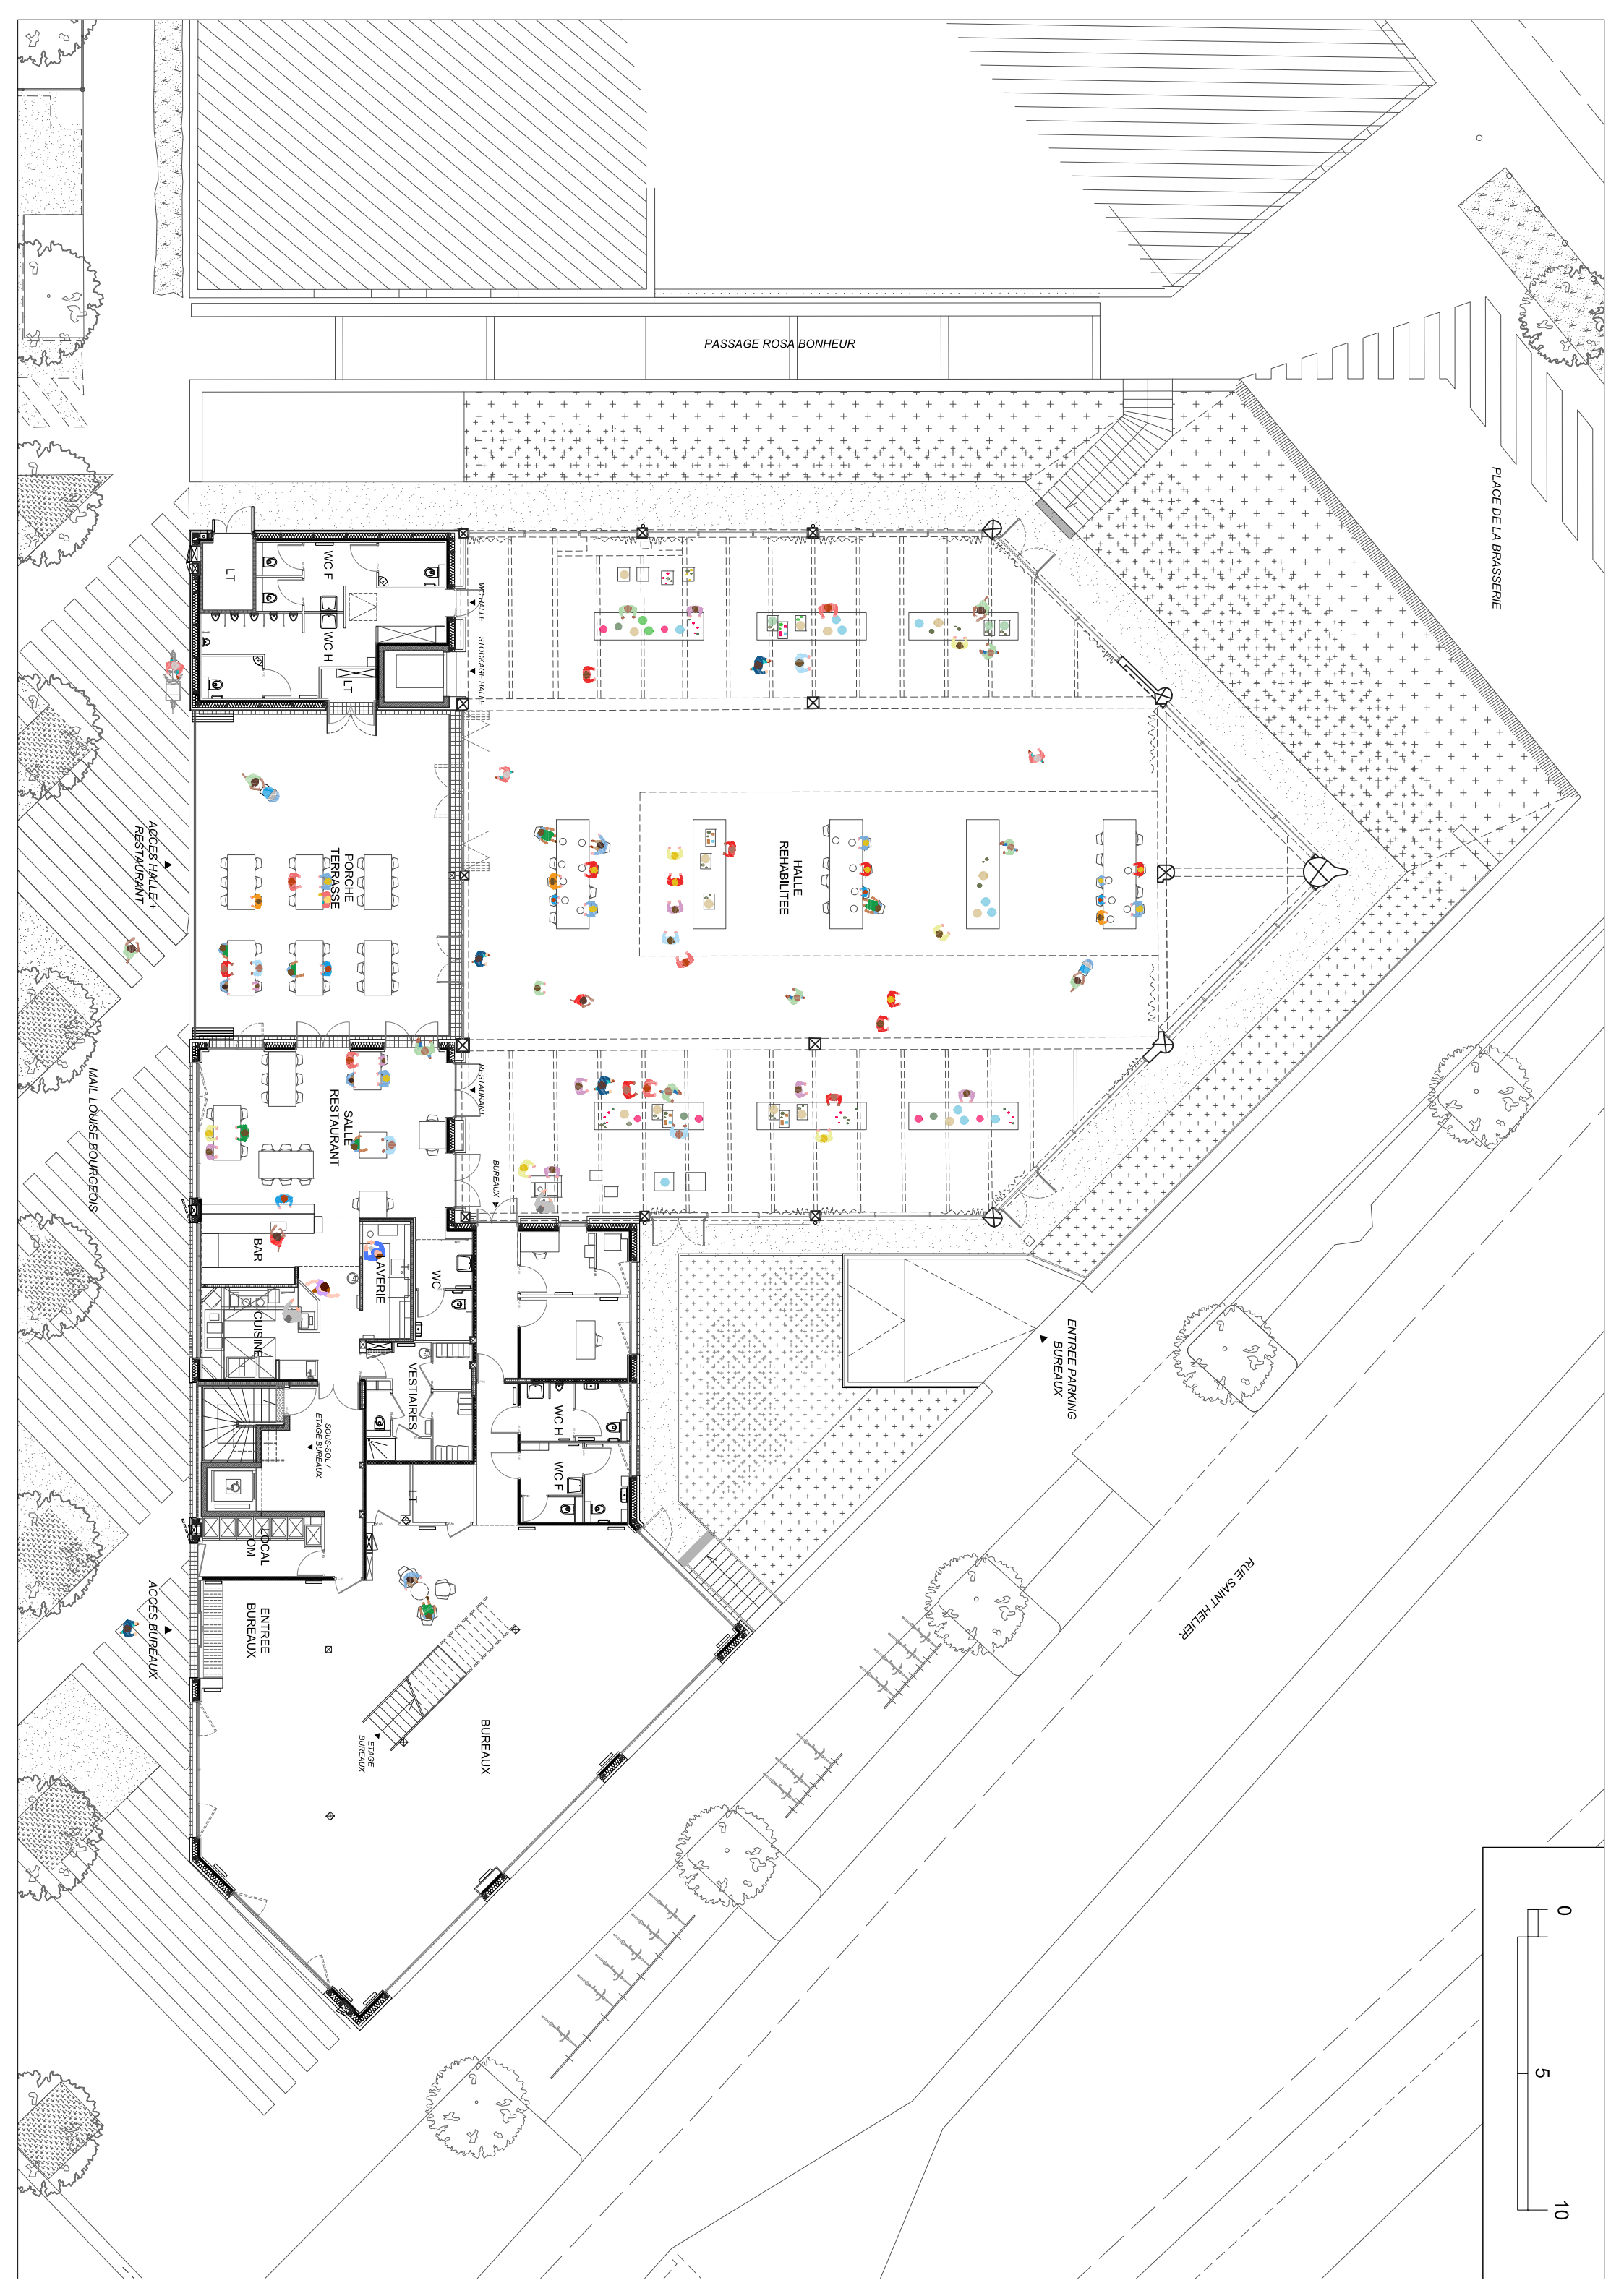 PASSAGE ROSA BONHEUR
PLACE DE LA BRASSERIE
WC F
LT
WC H
LT
WC HALLE
STOCKAGE HALLE
ACCES HALLE +
RESTAURANT
PORCHE
TERRASSE
HALLE
REHABILITEE
MAIL LOUISE BOURGEOIS
SALLE
RESTAURANT
RESTAURANT
BUREAUX
BAR
LAVERIE
WC
CUISINE
VESTIAIRES
WC H
WC F
LT
SOUS-SOL /
ETAGE BUREAUX
LOCAL
OM
ENTREE PARKING
BUREAUX
RUE SAINT HELIER
ACCES BUREAUX
ENTREE
BUREAUX
ETAGE
BUREAUX
BUREAUX
0
5
10